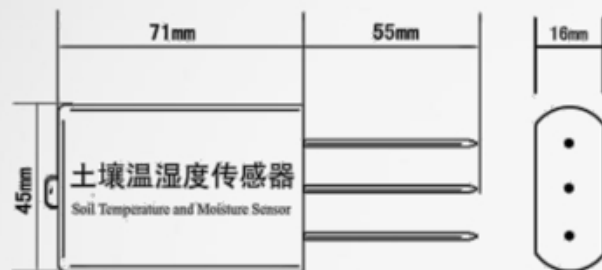 71mm
55mm
16mm
45mm
土壤温湿度传感器
Soil Temperature and Moisture Sensor